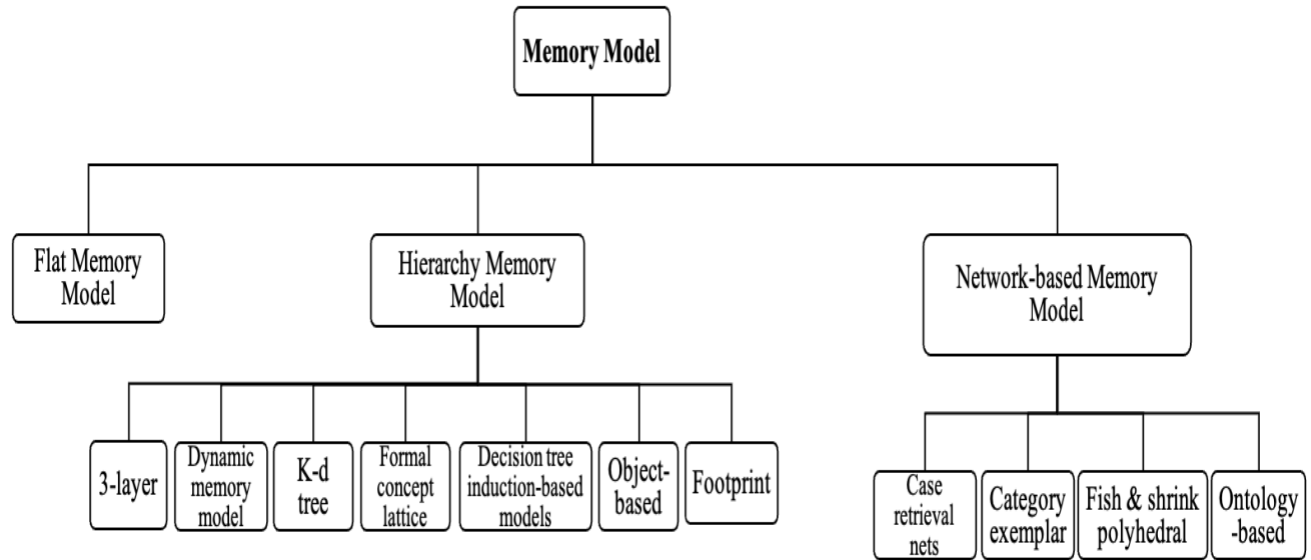 Memory Model
Flat Memory
Model
Hierarchy Memory
Model
Network-based Memory
Model
3-layer
Dynamic
memory
model
K-d
tree
Formal
concept
lattice
Decision tree
induction-based
models
Object-
based
Footprint
Case
retrieval
nets
Category
exemplar
Fish & shrink
polyhedral
Ontology
-based